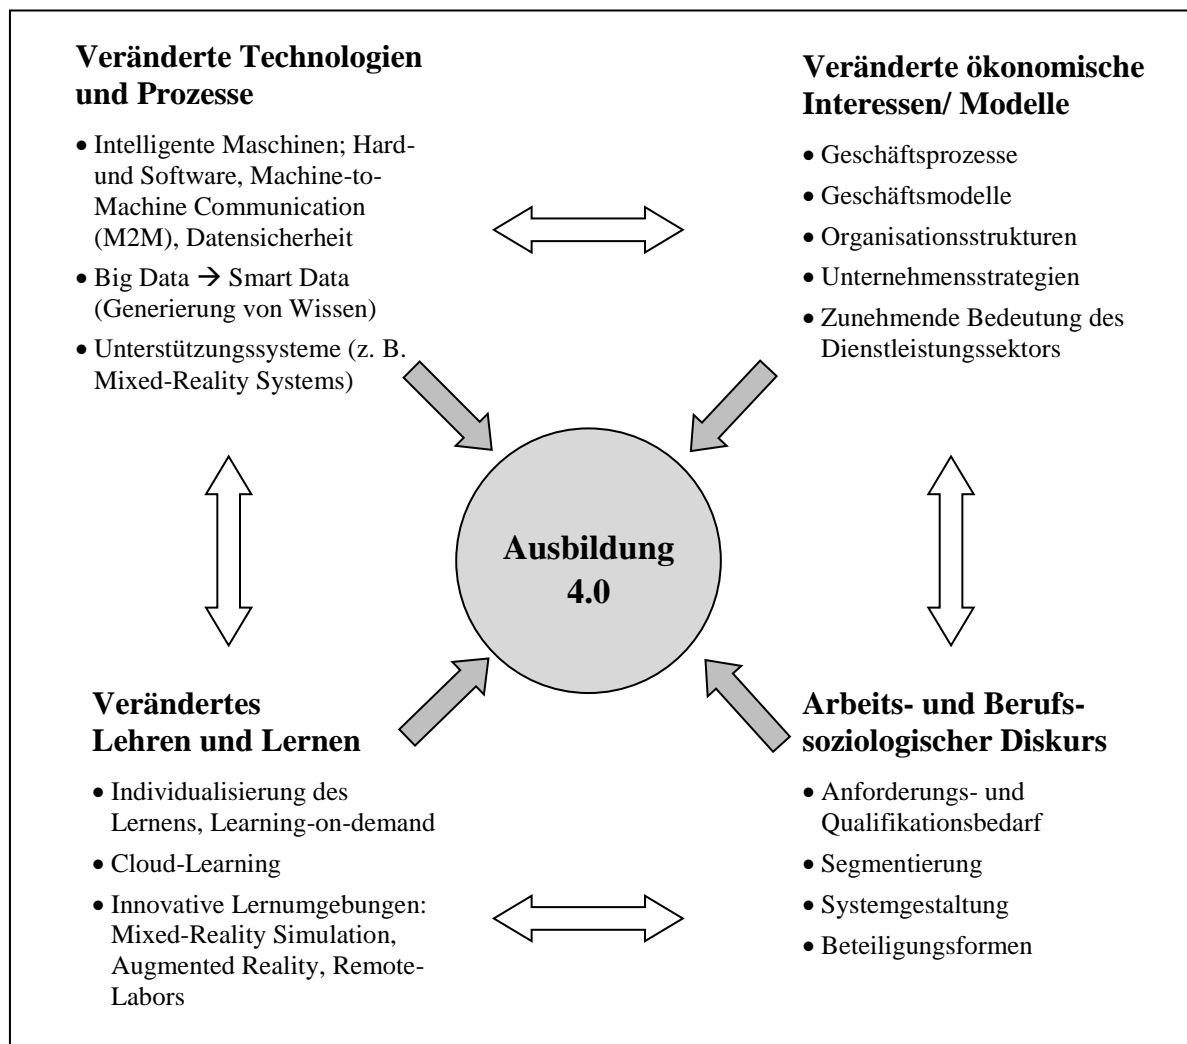 Veränderte Technologien
und Prozesse
• Intelligente Maschinen; Hard-
und Software, Machine-to-
Machine Communication
(M2M), Datensicherheit
• Big Data → Smart Data
(Generierung von Wissen)
• Unterstützungssysteme (z. B.
Mixed-Reality Systems)
Veränderte ökonomische
Interessen/ Modelle
• Geschäftsprozesse
• Geschäftsmodelle
• Organisationsstrukturen
• Unternehmensstrategien
• Zunehmende Bedeutung des
Dienstleistungssektors
Ausbildung
4.0
Verändertes
Lehren und Lernen
• Individualisierung des
Lernens, Learning-on-demand
• Cloud-Learning
• Innovative Lernumgebungen:
Mixed-Reality Simulation,
Augmented Reality, Remote-
Labors
Arbeits- und Berufs-
soziologischer Diskurs
• Anforderungs- und
Qualifikationsbedarf
• Segmentierung
• Systemgestaltung
• Beteiligungsformen